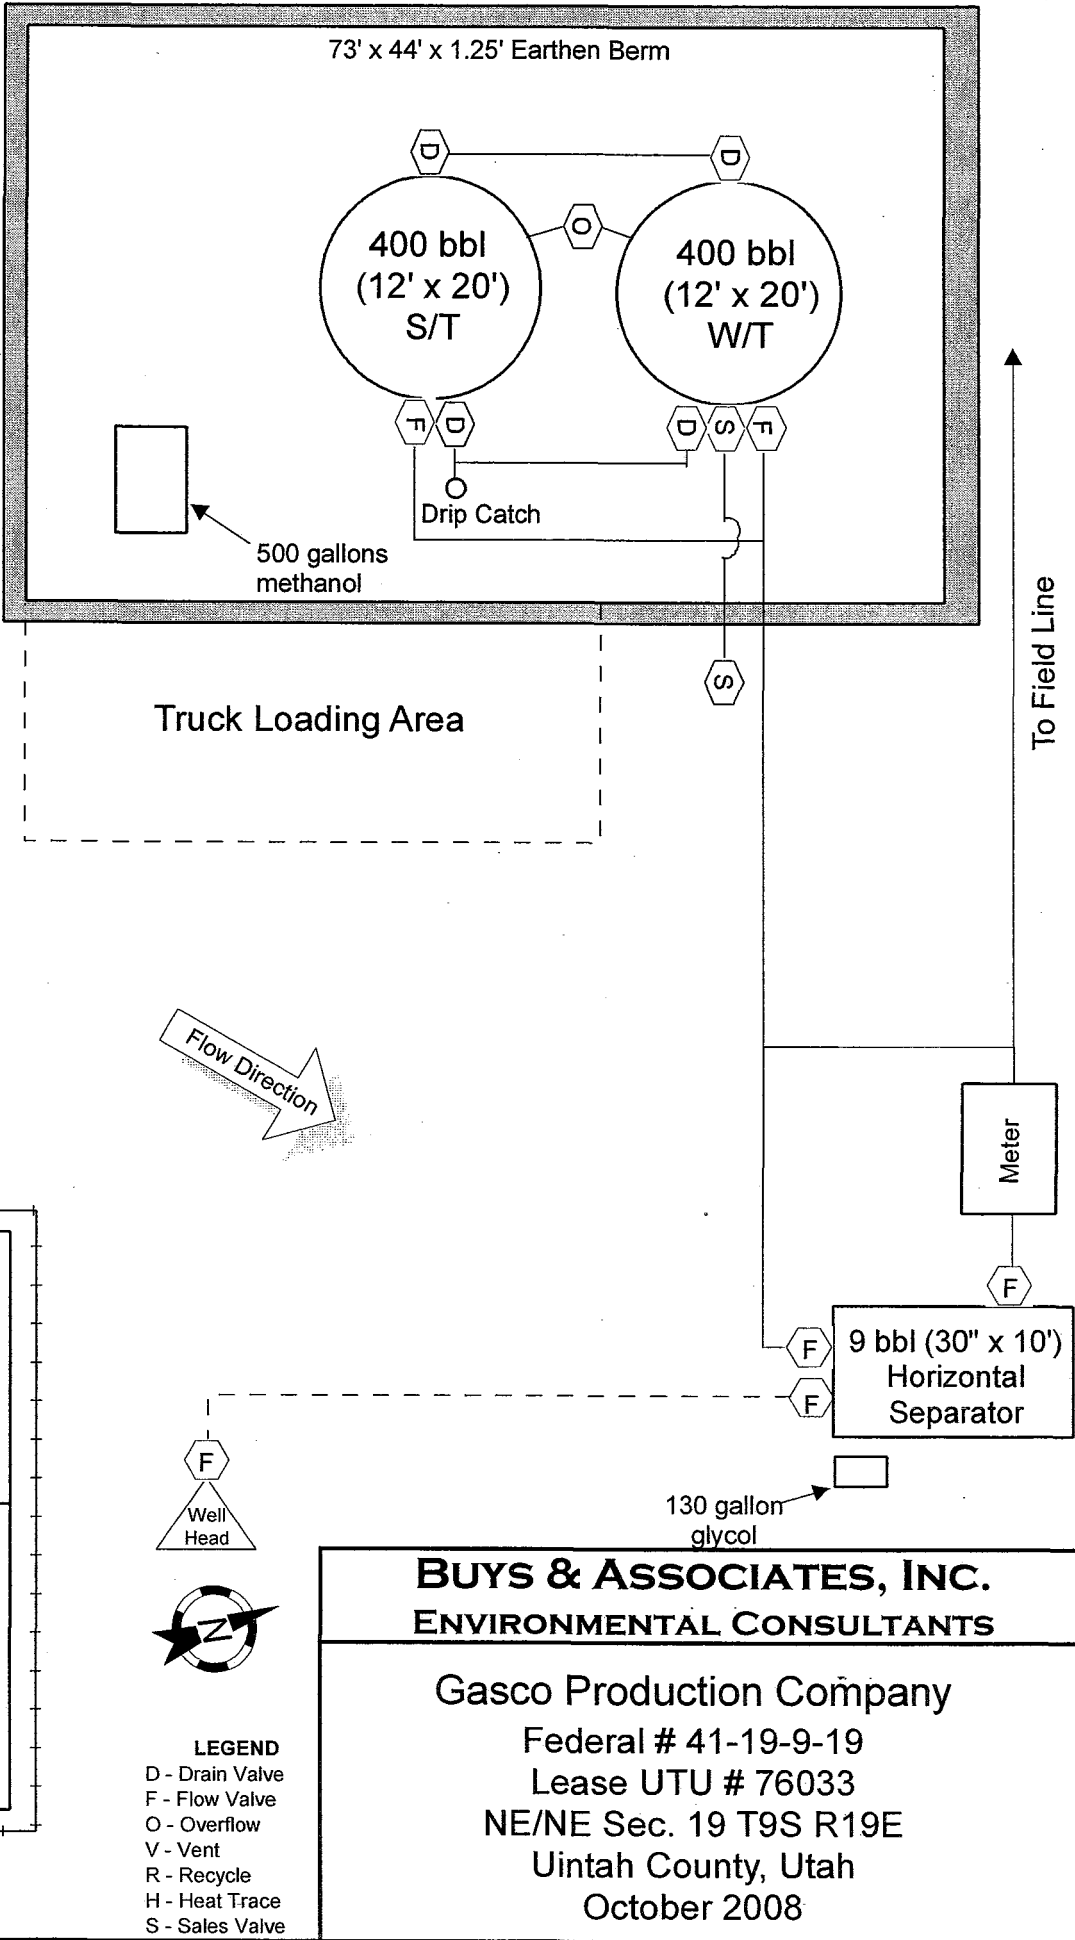 73' x 44' x 1.25' Earthen Berm
D
D
O
400 bbl
(12' x 20')
S/T
400 bbl
(12' x 20')
W/T
F
D
D
S
F
Drip Catch
500 gallons
methanol
S
Truck Loading Area
To Field Line
Flow Direction
Meter
F
F
F
9 bbl (30" x 10')
Horizontal
Separator
F
Well
Head
130 gallon
glycol
N
BUYS & ASSOCIATES, INC.
ENVIRONMENTAL CONSULTANTS
Gasco Production Company
Federal # 41-19-9-19
Lease UTU # 76033
NE/NE Sec. 19 T9S R19E
Uintah County, Utah
October 2008
LEGEND
D - Drain Valve
F - Flow Valve
O - Overflow
V - Vent
R - Recycle
H - Heat Trace
S - Sales Valve